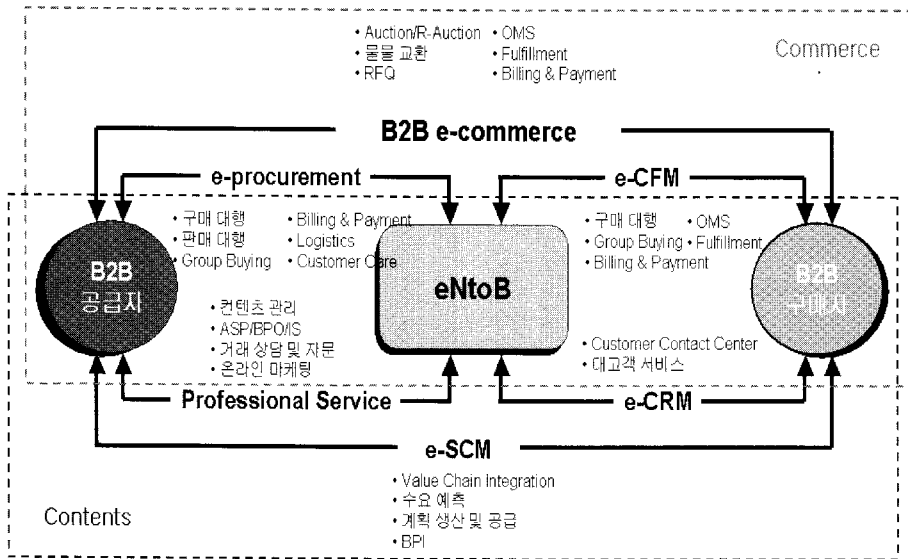 • Auction/R-Auction • OMS
• 물물 교환 • Fulfillment
• RFQ • Billing & Payment
Commerce
B2B e-commerce
e-procurement
e-CFM
• 구매 대행 • Billing & Payment
• 판매 대행 • Logistics
• Group Buying • Customer Care
• 구매 대행 • OMS
• Group Buying • Fulfillment
• Billing & Payment
B2B
공급자
eNtoB
B2B
구매자
• 컨텐츠 관리
• ASP/BPO/IS
• 거래 상담 및 자문
• 온라인 마케팅
• Customer Contact Center
• 대고객 서비스
Professional Service
e-CRM
e-SCM
• Value Chain Integration
• 수요 예측
• 계획 생산 및 공급
• BPI
Contents